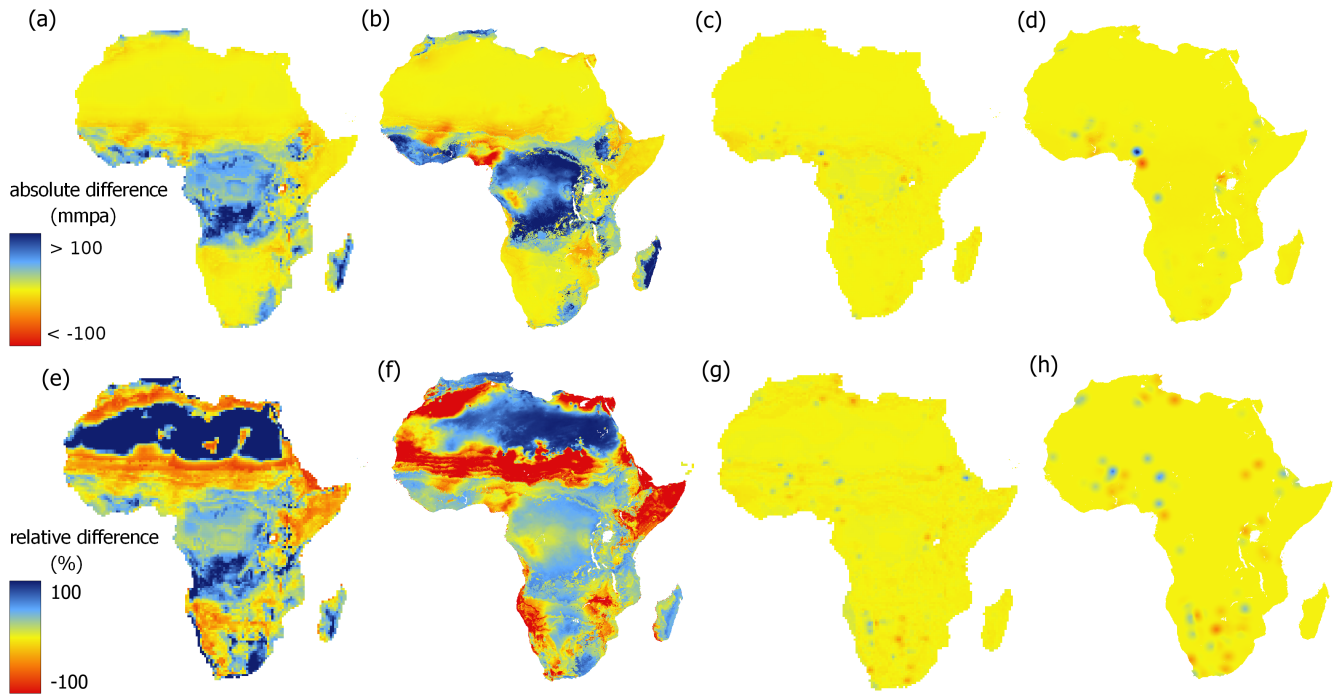 (a)
(b)
(c)
(d)
absolute difference
(mmpa)
> 100
< -100
(e)
(f)
(g)
(h)
relative difference
(%)
100
-100